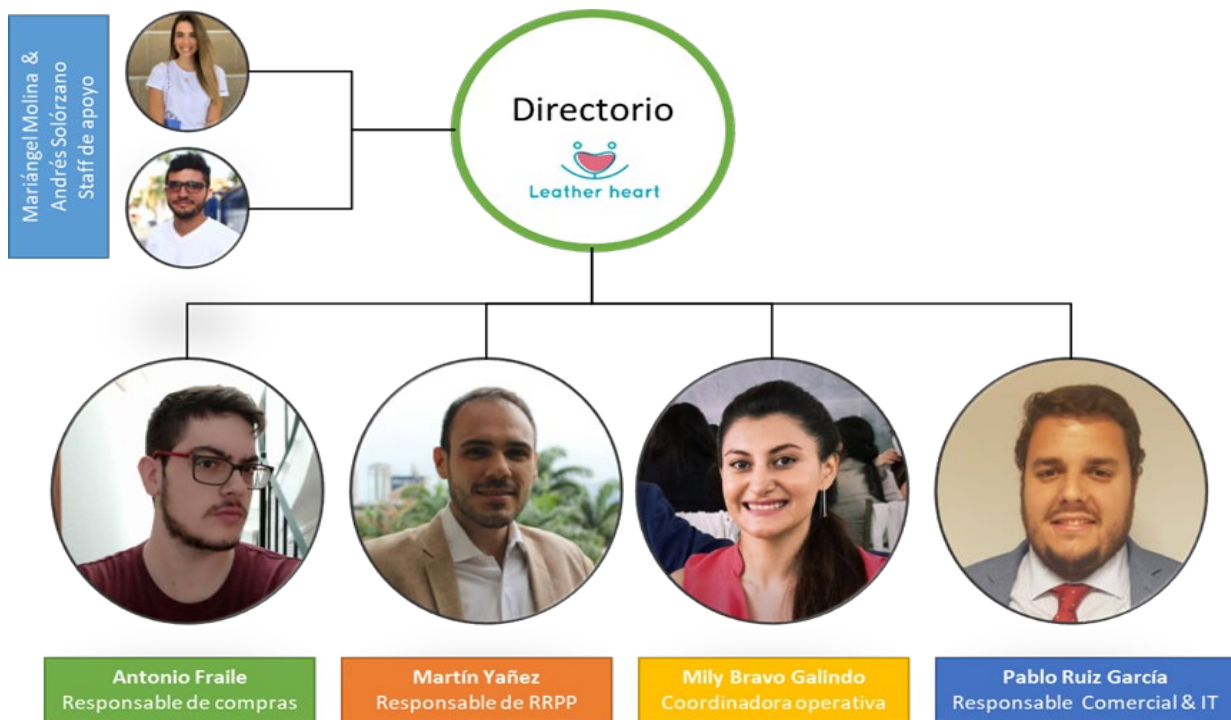 Mariángel Molina &
Andrés Solórzano
Staff de apoyo
Directorio
Leather heart
Antonio Fraile
Responsable de compras
Martín Yañez
Responsable de RRPP
Mily Bravo Galindo
Coordinadora operativa
Pablo Ruiz García
Responsable Comercial & IT